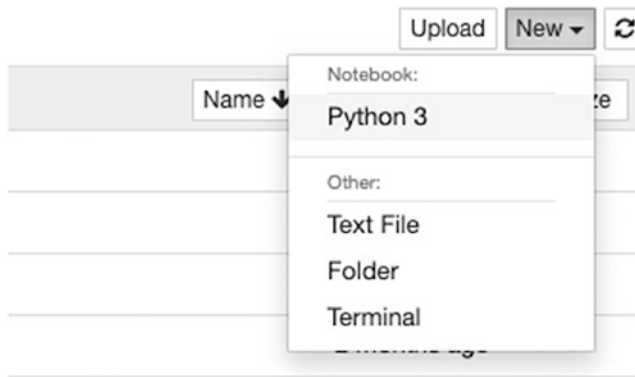 Upload New
Name
Notebook:
Python 3
Other:
Text File
Folder
Terminal